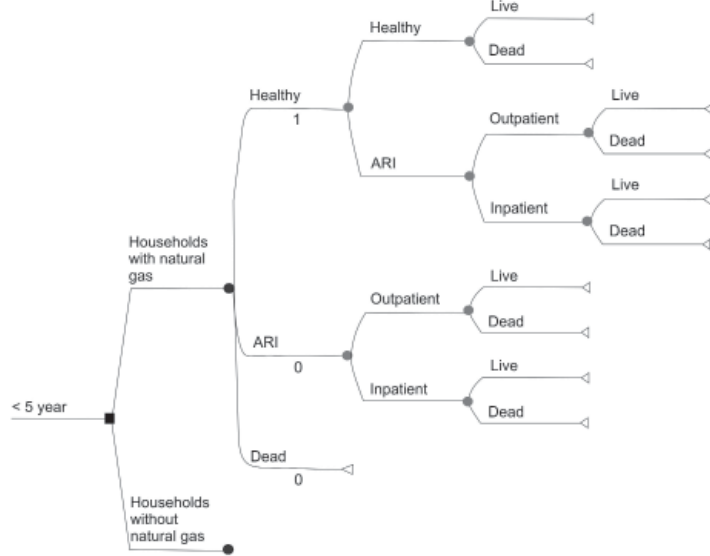 Live
Healthy
Dead
Healthy
1
Live
Outpatient
Dead
ARI
Live
Inpatient
Dead
Households
with natural
gas
Live
Outpatient
Dead
ARI
0
Live
Inpatient
Dead
< 5 year
Dead
0
Households
without
natural gas